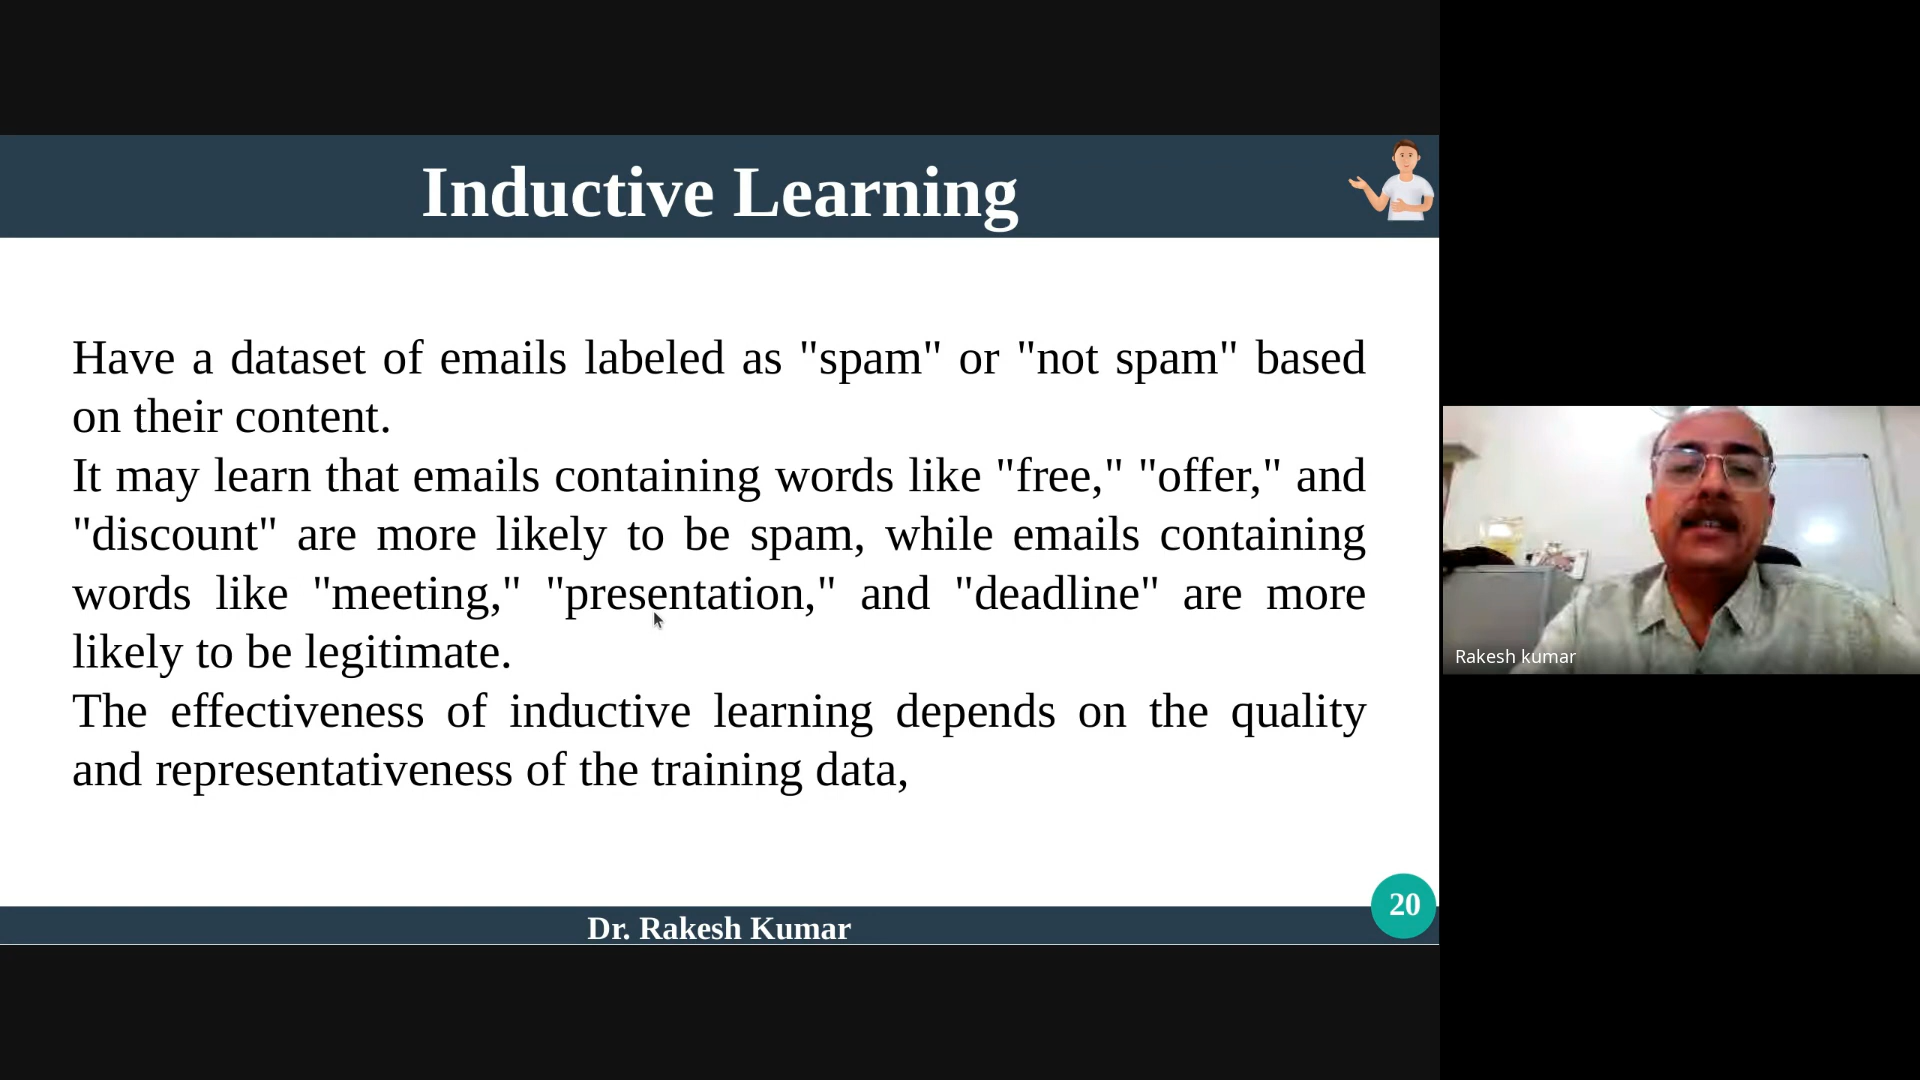 Inductive Learning
Have a dataset of emails labeled as "spam" or "not spam" based
on their content.
It may learn that emails containing words like "free," "offer," and
"discount" are more likely to be spam, while emails containing
words like "meeting," "presentation," and "deadline" are more
likely to be legitimate.
The effectiveness of inductive learning depends on the quality
and representativeness of the training data,
20
Dr. Rakesh Kumar
Rakesh kumar